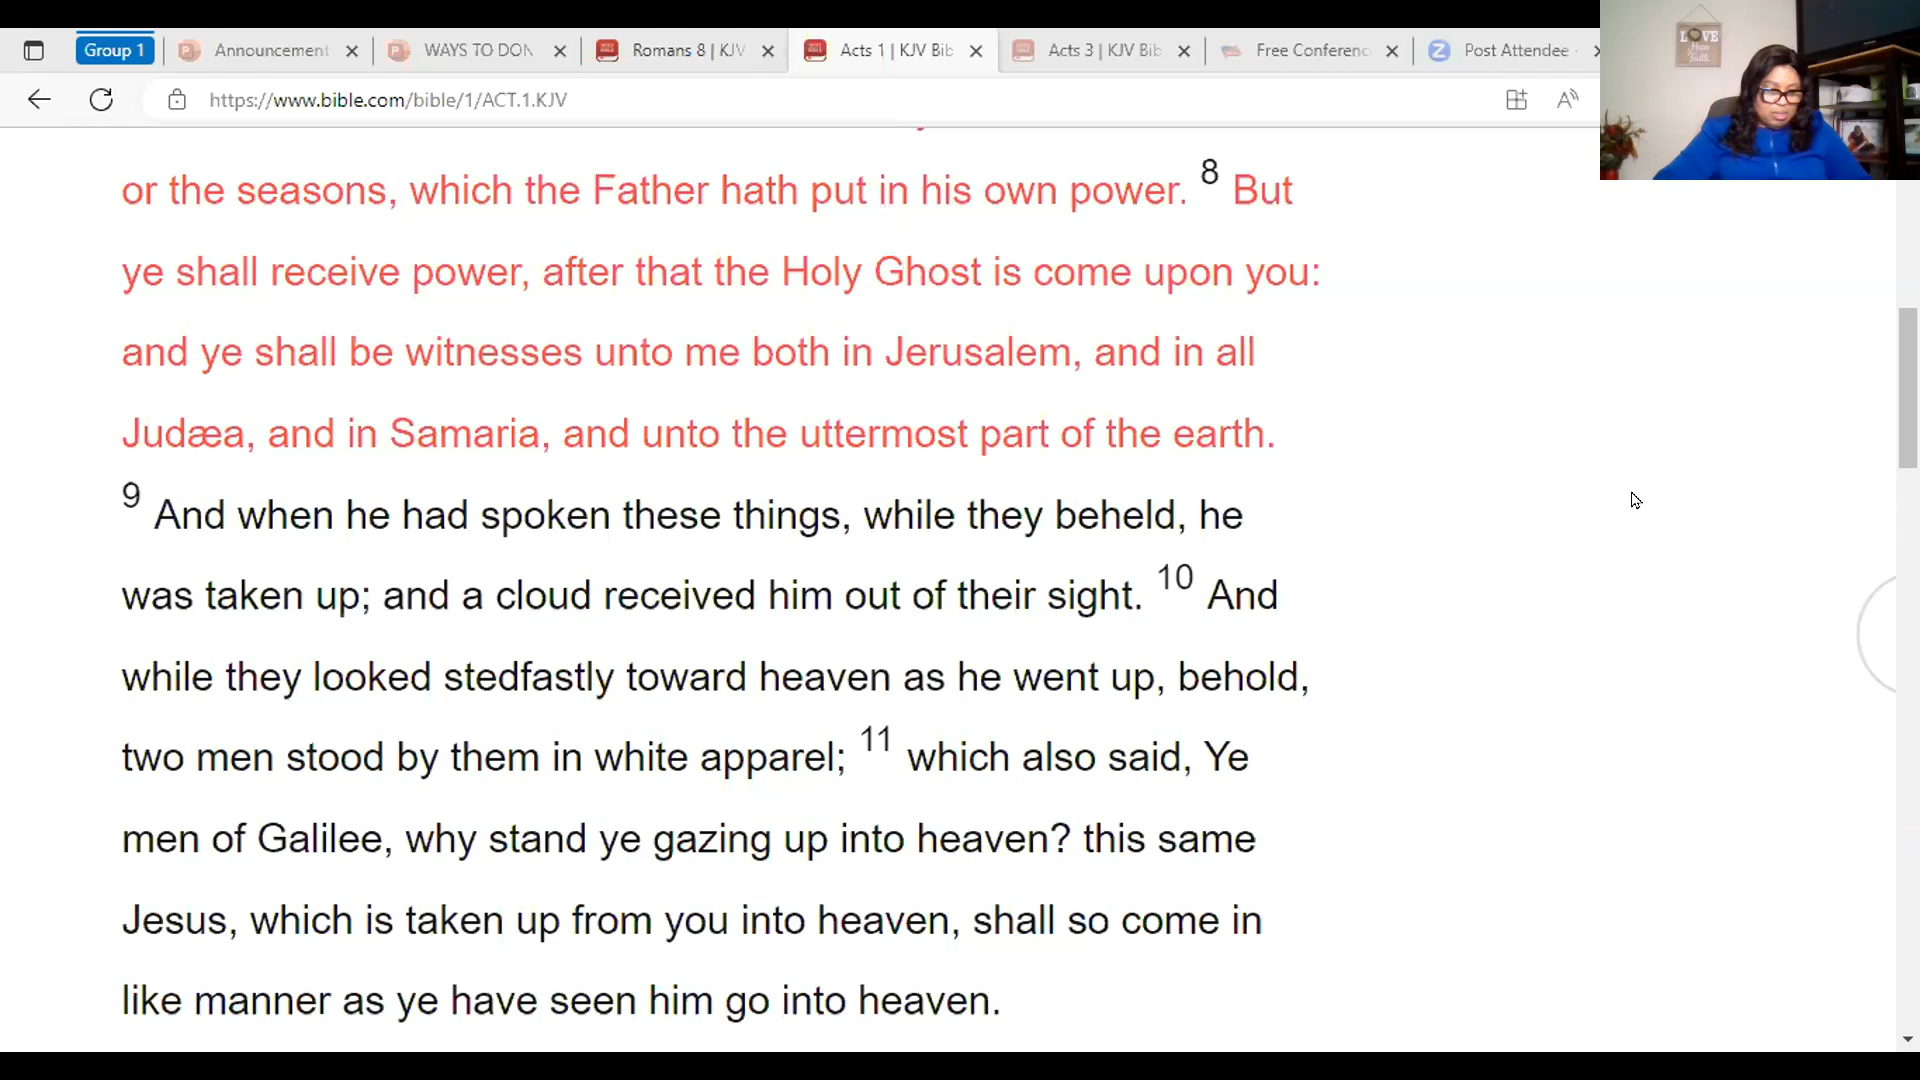 Group 1
Announcement
WAYS TO DON
Romans 8 | KJV
Acts 1 | KJV Bib
Acts 3 | KJV Bib
Free Conferenc
Post Attendee -
https://www.bible.com/bible/1/ACT.1.KJV
LOVE
Hope
Faith
or the seasons, which the Father hath put in his own power. 8 But
ye shall receive power, after that the Holy Ghost is come upon you:
and ye shall be witnesses unto me both in Jerusalem, and in all
Judæa, and in Samaria, and unto the uttermost part of the earth.
9 And when he had spoken these things, while they beheld, he
was taken up; and a cloud received him out of their sight. 10 And
while they looked stedfastly toward heaven as he went up, behold,
two men stood by them in white apparel; 11 which also said, Ye
men of Galilee, why stand ye gazing up into heaven? this same
Jesus, which is taken up from you into heaven, shall so come in
like manner as ye have seen him go into heaven.